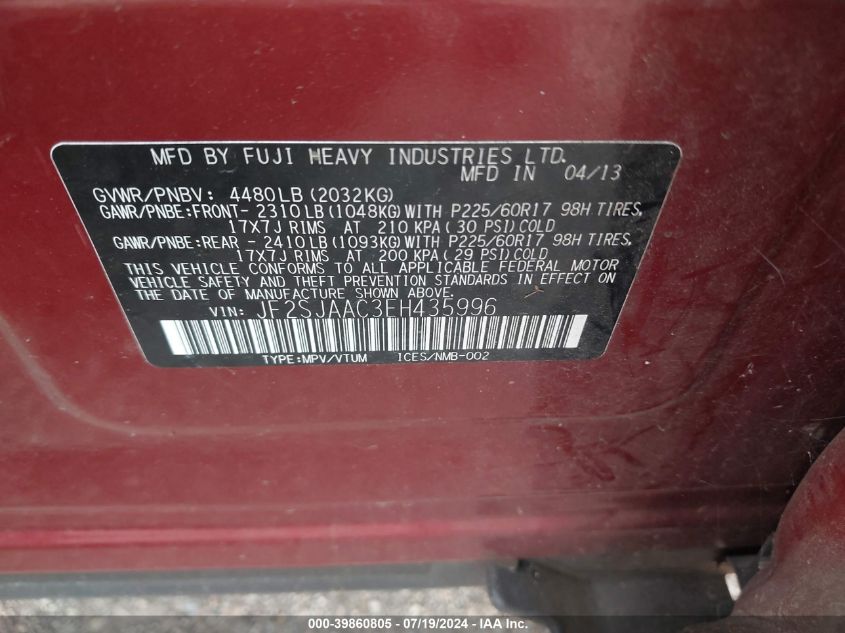 MFD BY FUJI HEAVY INDUSTRIES LTD.
MFD IN 04/13
GVWR/PNBV: 4480LB(2032KG)
GAWR/PNBE:FRONT- 2310LB(1048KG)WITH P225/60R17 98H TIRES,
17X7J RIMS AT 210 KPA(30 PSI)COLD
GAWR/PNBE:REAR - 2410LB(1093KG)WITH P225/60R17 98H TIRES,
17X7J RIMS AT 200 KPA(29 PSI)COLD
THIS VEHICLE CONFORMS TO ALL APPLICABLE FEDERAL MOTOR
VEHICLE SAFETY AND THEFT PREVENTION STANDARDS IN EFFECT ON
THE DATE OF MANUFACTURE SHOWN ABOVE.
VIN: JF2SJAAC3EH435996
TYPE:MPV/VTUM ICES/NMB-002
000-39860805 - 07/19/2024 - IAA Inc.